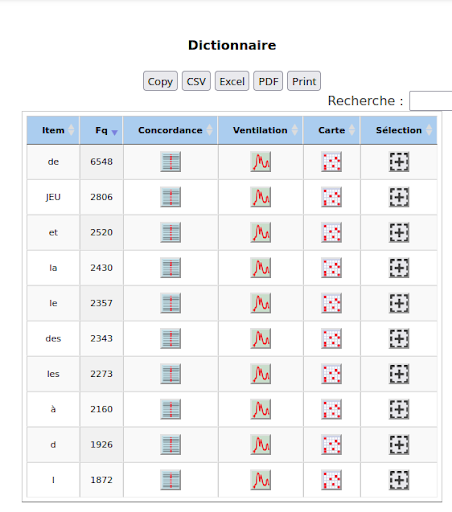 Dictionnaire
Copy CSV Excel PDF Print
Recherche :
Item Fq Concordance Ventilation Carte Sélection
de 6548
JEU 2806
et 2520
la 2430
le 2357
des 2343
les 2273
à 2160
d 1926
l 1872